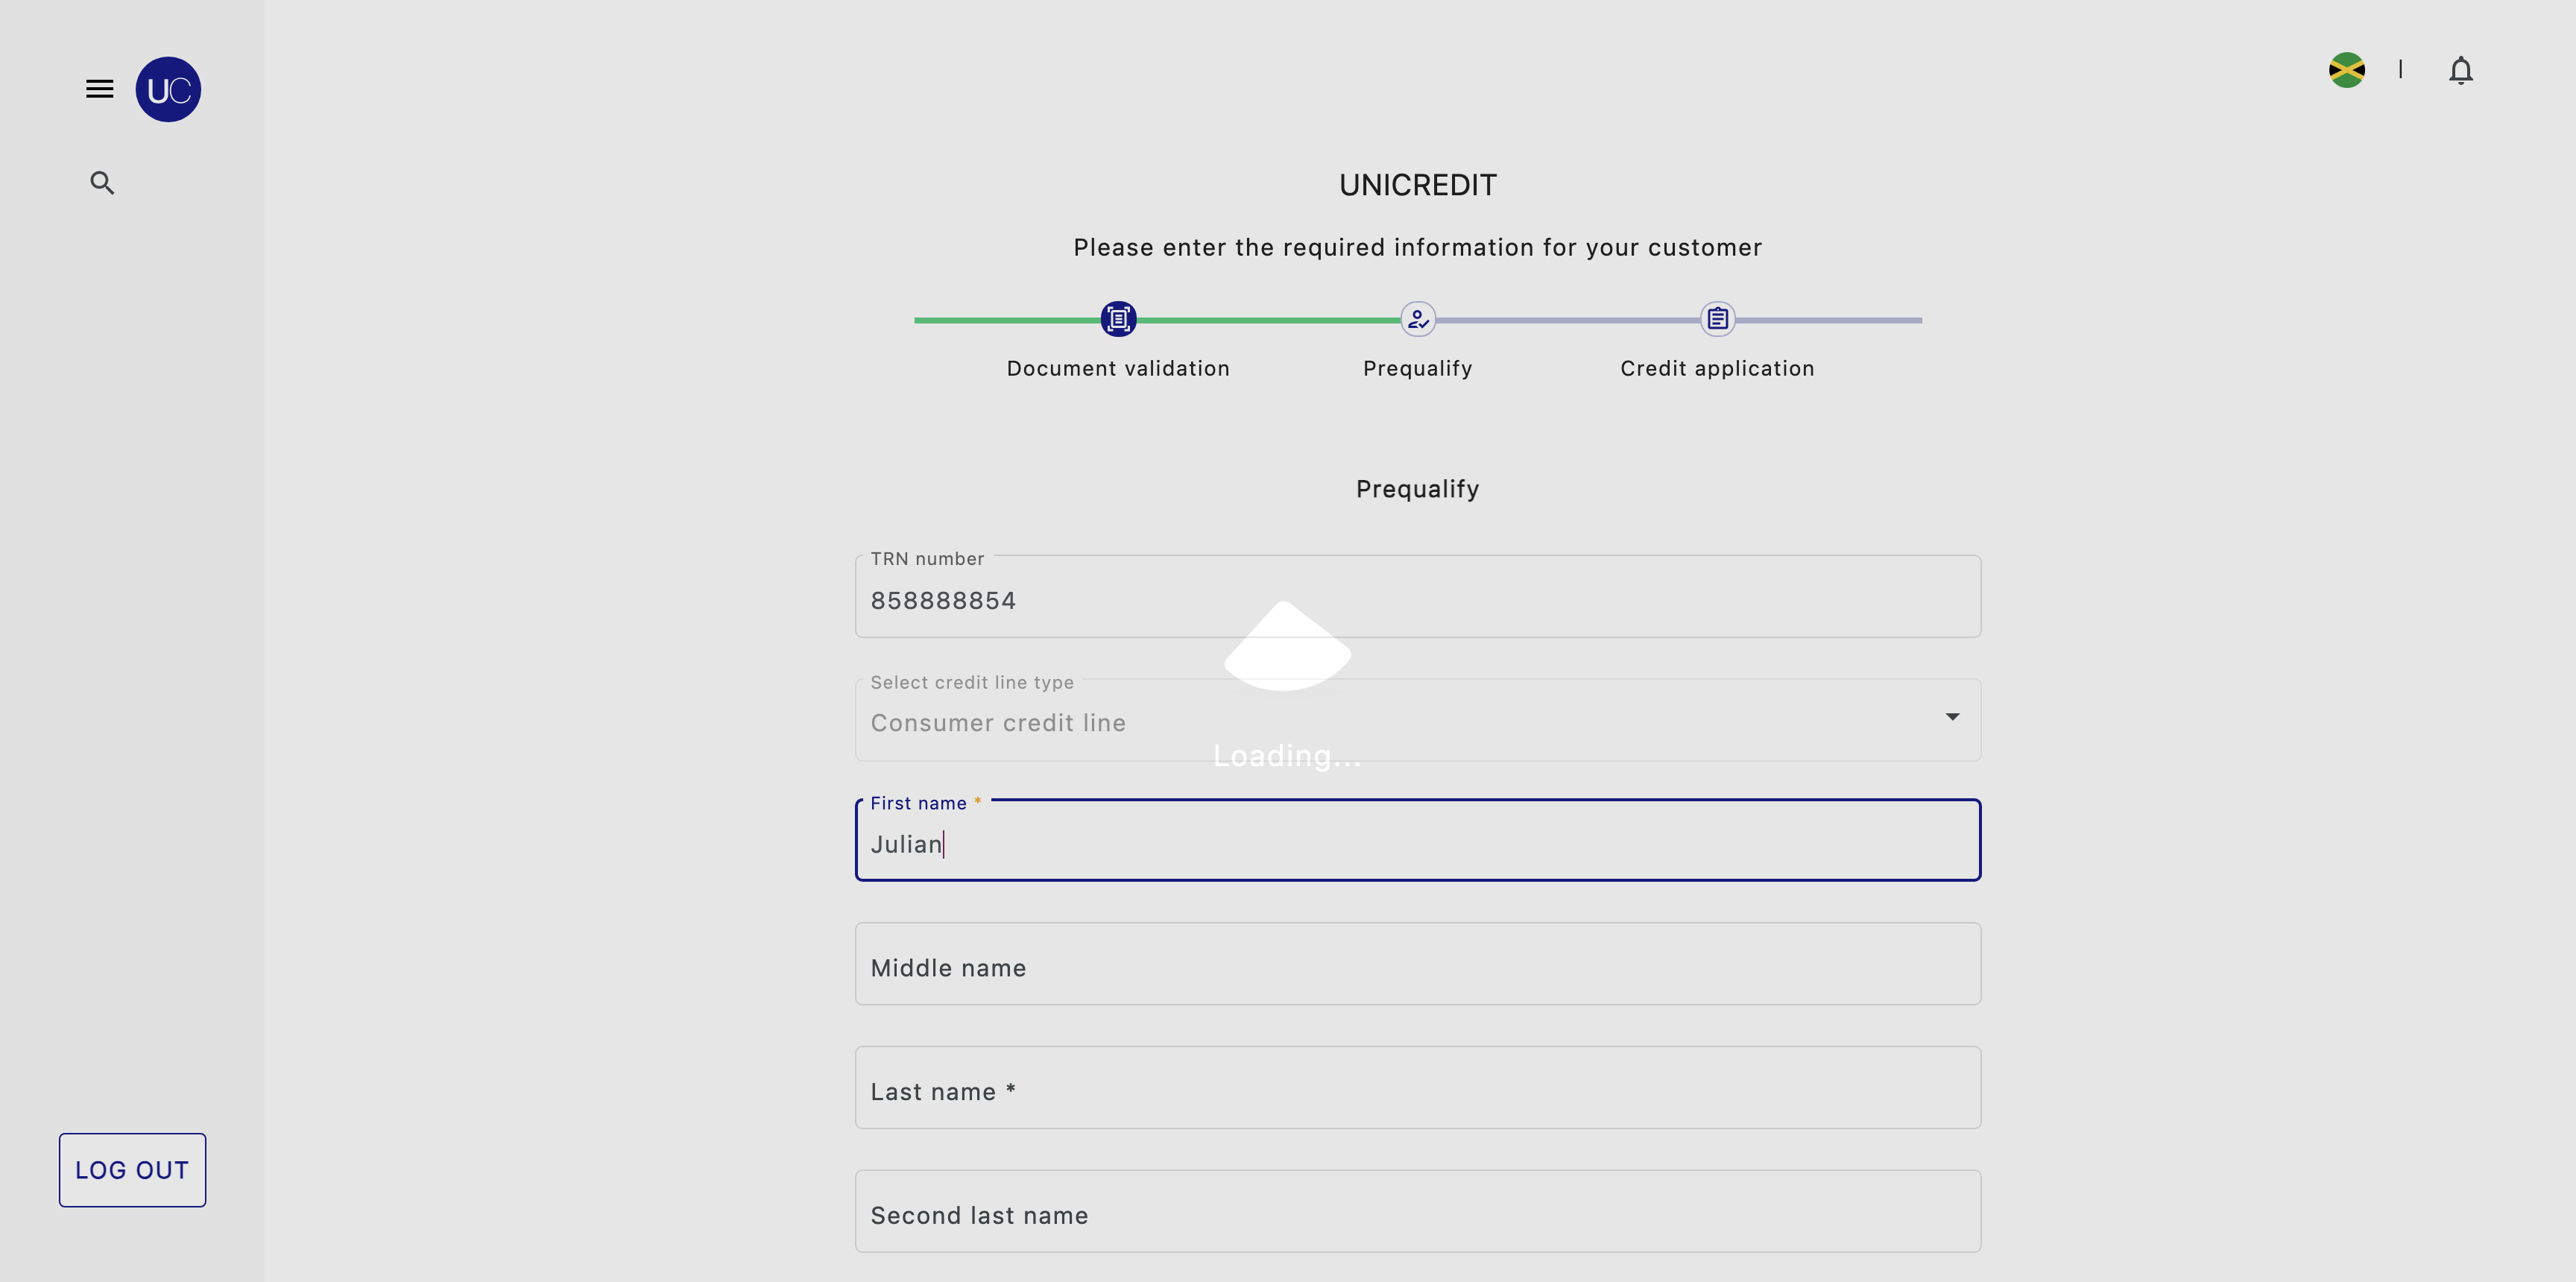 UC
UNICREDIT
Please enter the required information for your customer
Document validation
Prequalify
Credit application
Prequalify
TRN number
858888854
Select credit line type
Consumer credit line
Loading...
First name *
Julian
Middle name
Last name *
Second last name
LOG OUT